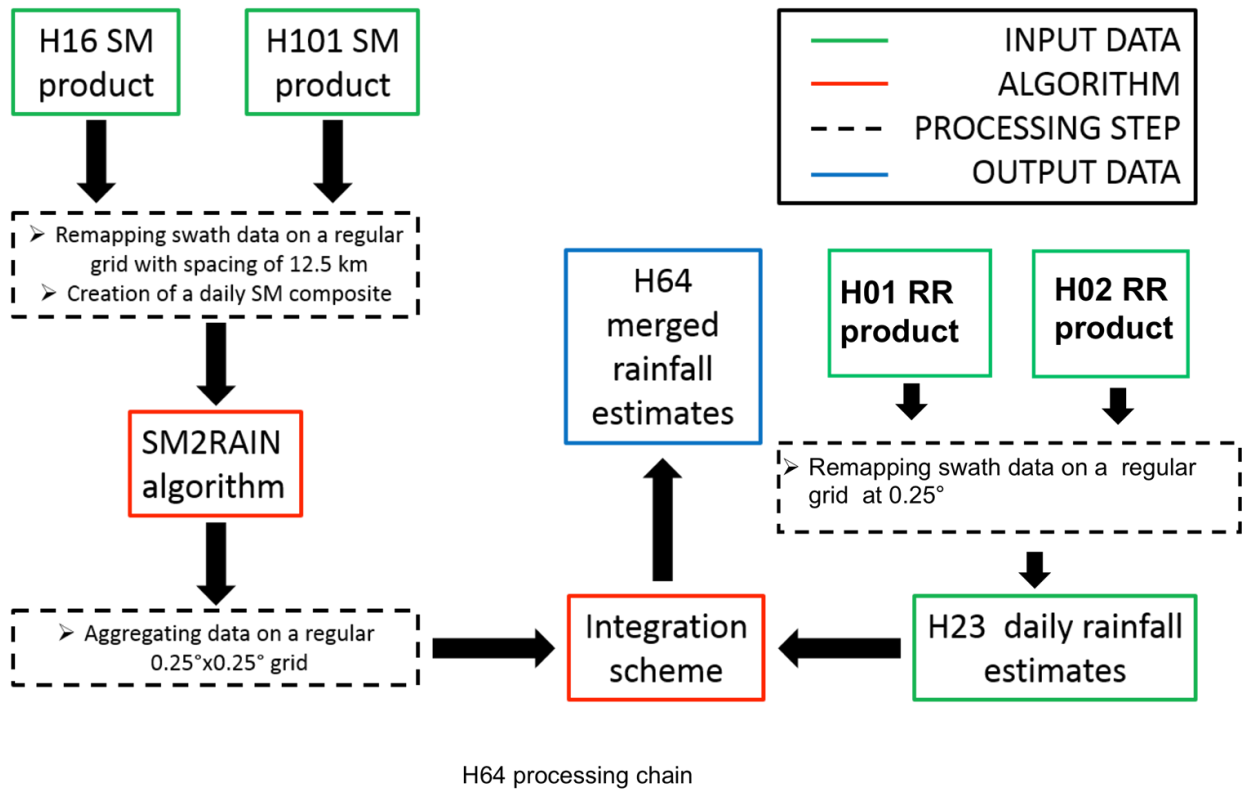 H16 SM
product
H101 SM
product
INPUT DATA
ALGORITHM
PROCESSING STEP
OUTPUT DATA
➢ Remapping swath data on a regular
grid with spacing of 12.5 km
➢ Creation of a daily SM composite
H64
merged
rainfall
estimates
H01 RR
product
H02 RR
product
SM2RAIN
algorithm
➢ Remapping swath data on a  regular
grid  at 0.25°
➢ Aggregating data on a regular
0.25°x0.25° grid
Integration
scheme
H23  daily rainfall
estimates
H64 processing chain